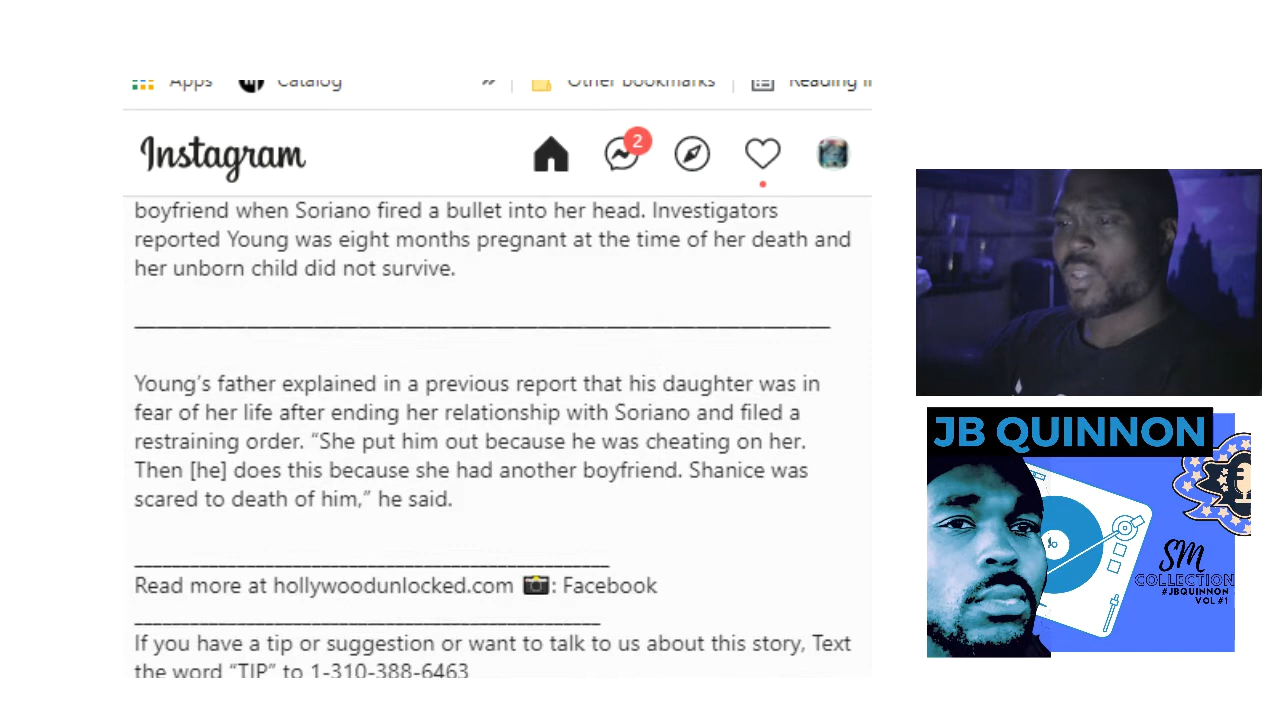 Apps Catalog » Other bookmarks Reading
Instagram 2
boyfriend when Soriano fired a bullet into her head. Investigators
reported Young was eight months pregnant at the time of her death and
her unborn child did not survive.
Young’s father explained in a previous report that his daughter was in
fear of her life after ending her relationship with Soriano and filed a
restraining order. “She put him out because he was cheating on her.
Then [he] does this because she had another boyfriend. Shanice was
scared to death of him,” he said.
Read more at hollywoodunlocked.com 📸: Facebook
If you have a tip or suggestion or want to talk to us about this story, Text
the word “TIP” to 1-310-388-6463
JB QUINNON
SM
COLLECTION
#JBQUINNON
VOL #1